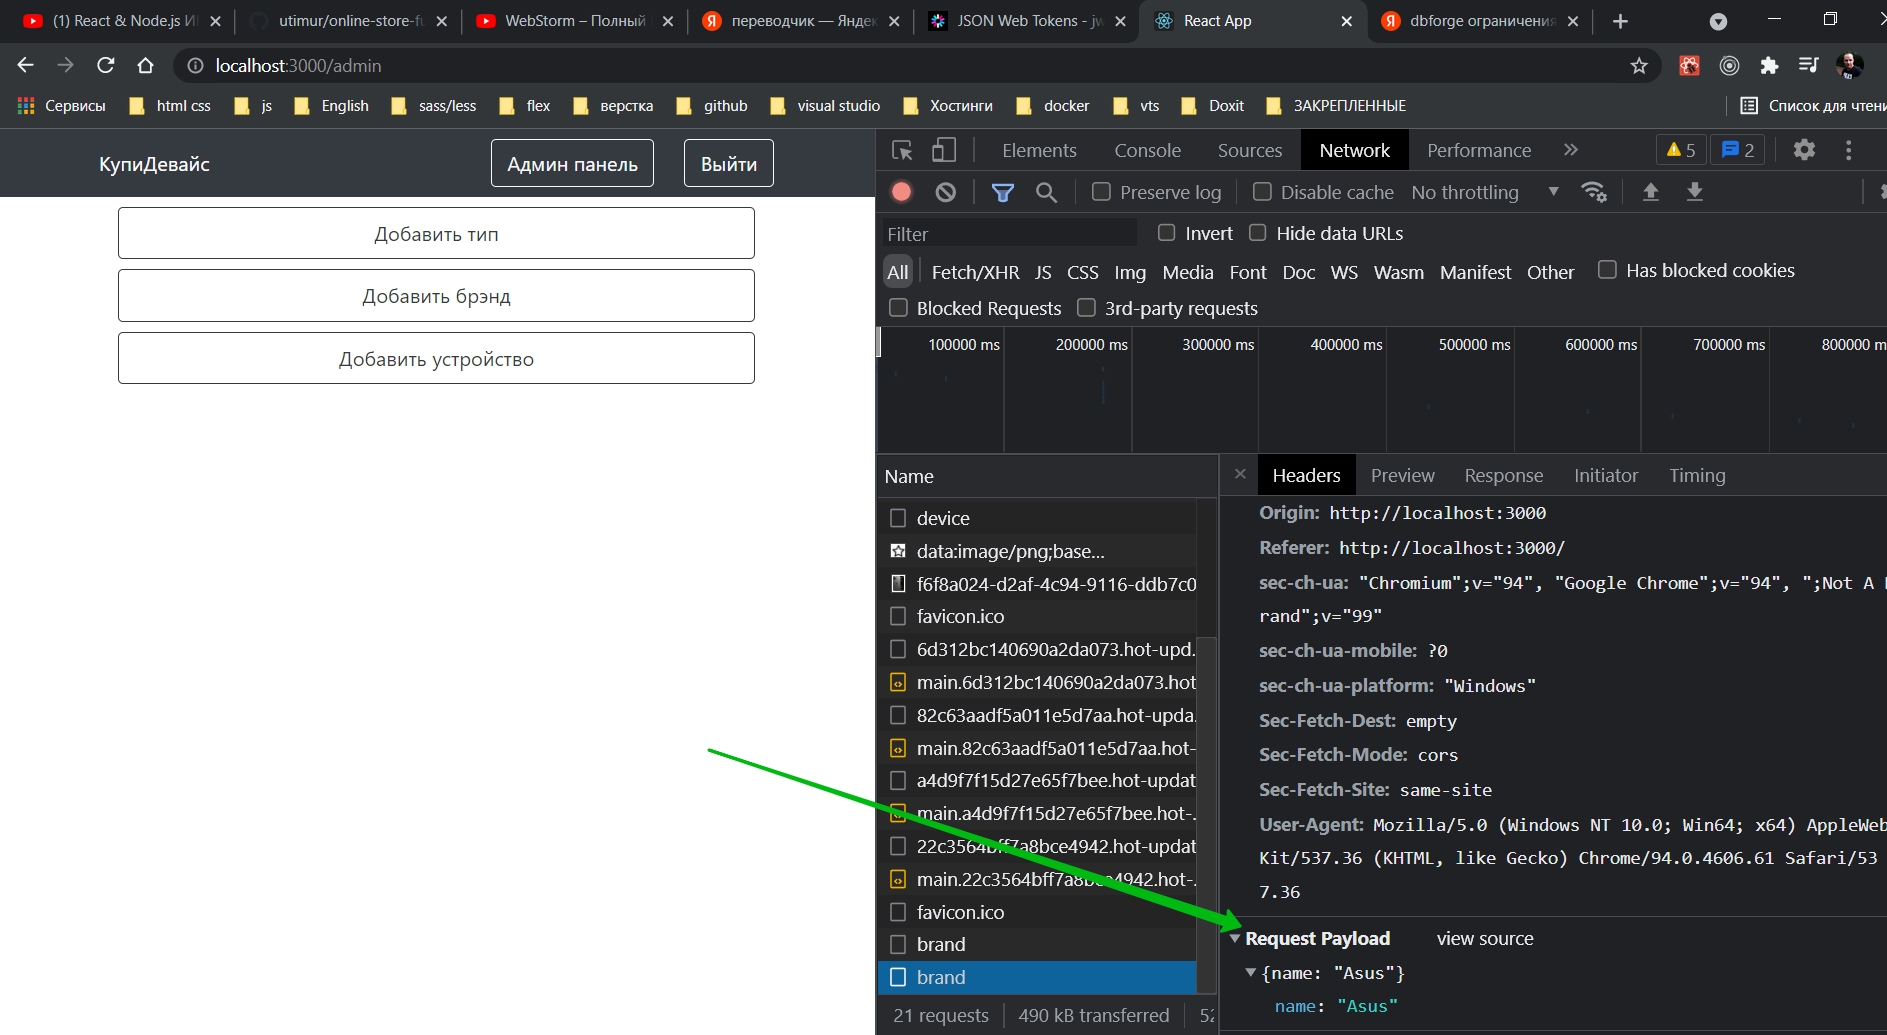 (1) React & Node.js И
utimur/online-store-fu
WebStorm – Полный
переводчик — Яндек
JSON Web Tokens - jw
React App
dbforge ограничения
localhost:3000/admin
Сервисы
html css
js
English
sass/less
flex
верстка
github
visual studio
Хостинги
docker
vts
Doxit
ЗАКРЕПЛЕННЫЕ
Список для чтени
КупиДевайс
Админ панель
Выйти
Добавить тип
Добавить брэнд
Добавить устройство
Elements
Console
Sources
Network
Performance
5
2
Preserve log
Disable cache
No throttling
Filter
Invert
Hide data URLs
All
Fetch/XHR
JS
CSS
Img
Media
Font
Doc
WS
Wasm
Manifest
Other
Has blocked cookies
Blocked Requests
3rd-party requests
100000 ms
200000 ms
300000 ms
400000 ms
500000 ms
600000 ms
700000 ms
800000 m
Name
device
data:image/png;base...
f6f8a024-d2af-4c94-9116-ddb7c0
favicon.ico
6d312bc140690a2da073.hot-upd.
main.6d312bc140690a2da073.hot
82c63aadf5a011e5d7aa.hot-upda.
main.82c63aadf5a011e5d7aa.hot-
a4d9f7f15d27e65f7bee.hot-updat
main.a4d9f7f15d27e65f7bee.hot-.
22c3564bff7a8bce4942.hot-updat
main.22c3564bff7a8bce4942.hot-.
favicon.ico
brand
brand
21 requests
490 kB transferred
52
Headers
Preview
Response
Initiator
Timing
Origin: http://localhost:3000
Referer: http://localhost:3000/
sec-ch-ua: "Chromium";v="94", "Google Chrome";v="94", ";Not A
rand";v="99"
sec-ch-ua-mobile: ?0
sec-ch-ua-platform: "Windows"
Sec-Fetch-Dest: empty
Sec-Fetch-Mode: cors
Sec-Fetch-Site: same-site
User-Agent: Mozilla/5.0 (Windows NT 10.0; Win64; x64) AppleWeb
Kit/537.36 (KHTML, like Gecko) Chrome/94.0.4606.61 Safari/53
7.36
Request Payload
view source
{name: "Asus"}
name: "Asus"